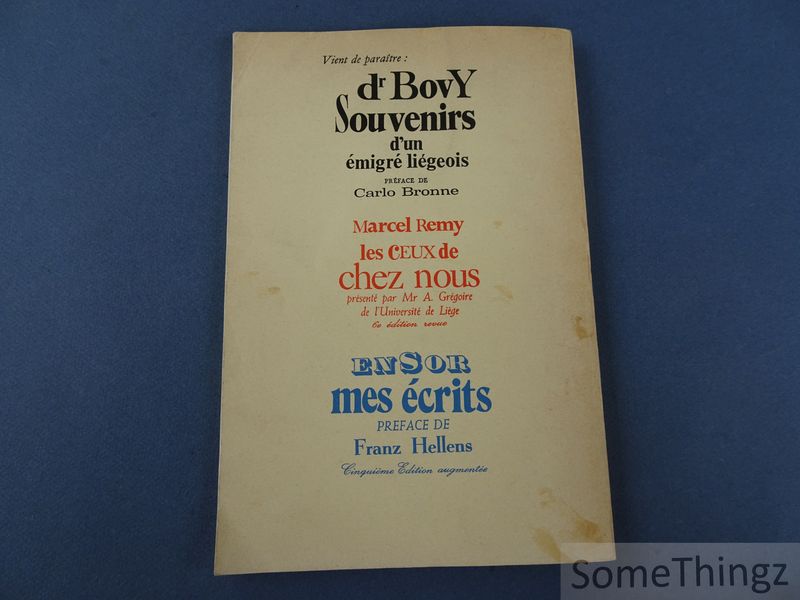 Vient de paraître :
dr BovY
Souvenirs
d'un
émigré liégeois
PRÉFACE DE
Carlo Bronne
Marcel Remy
les CEUX de
chez nous
présenté par Mr A. Grégoire
de l'Université de Liège
6e édition revue
ENSOR
mes écrits
PREFACE DE
Franz Hellens
Cinquième Edition augmentée
SomeThingz